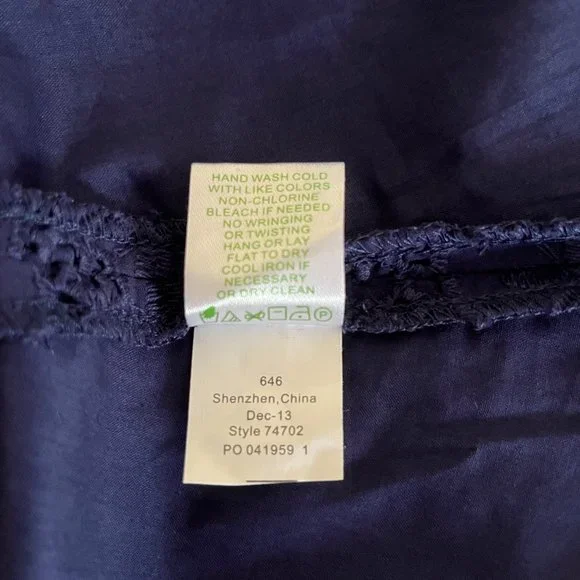 HAND WASH COLD
WITH LIKE COLORS
NON-CHLORINE
BLEACH IF NEEDED
NO WRINGING
OR TWISTING
HANG OR LAY
FLAT TO DRY
COOL IRON IF
NECESSARY
OR DRY CLEAN
P
646
Shenzhen,China
Dec-13
Style 74702
PO 041959 1